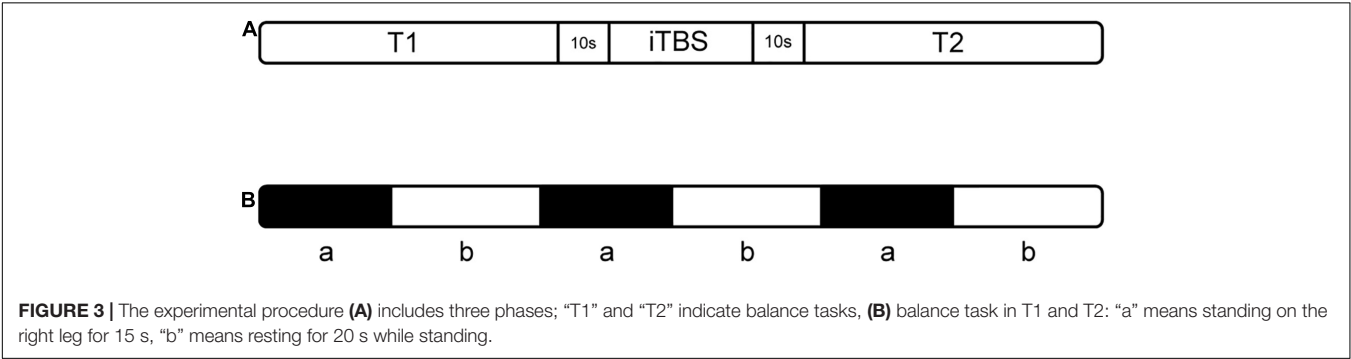 A T1 10s iTBS 10s T2
B
a b a b a b
FIGURE 3 | The experimental procedure (A) includes three phases; “T1” and “T2” indicate balance tasks, (B) balance task in T1 and T2: “a” means standing on the
right leg for 15 s, “b” means resting for 20 s while standing.